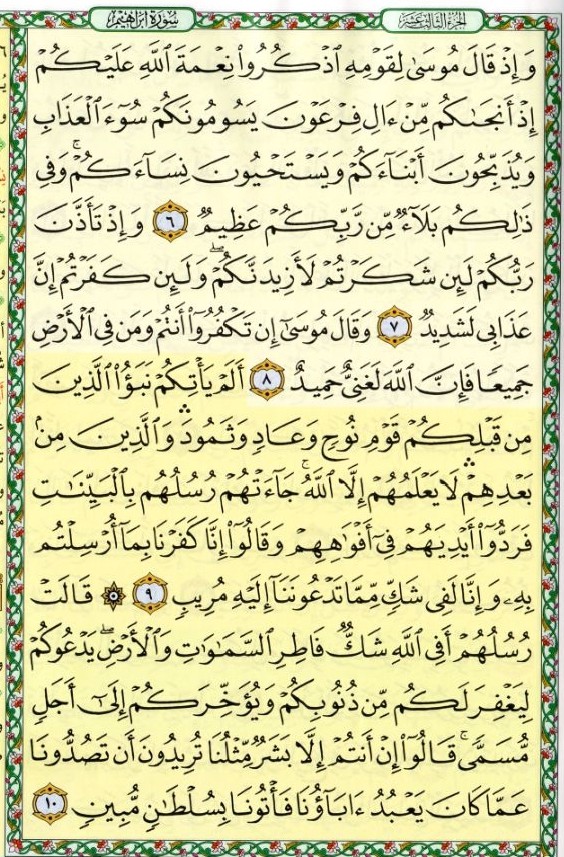 سورة إبراهيم
الجزء الثالث عشر
وَإِذْ قَالَ مُوسَىٰ لِقَوْمِهِ ٱذْكُرُوا۟ نِعْمَةَ ٱللَّهِ عَلَيْكُمْ
إِذْ أَنجَىٰكُم مِّنْ ءَالِ فِرْعَوْنَ يَسُومُونَكُمْ سُوٓءَ ٱلْعَذَابِ
وَيُذَبِّحُونَ أَبْنَآءَكُمْ وَيَسْتَحْيُونَ نِسَآءَكُمْ ۚ وَفِى
ذَٰلِكُم بَلَآءٌ مِّن رَّبِّكُمْ عَظِيمٌ ٦ وَإِذْ تَأَذَّنَ
رَبُّكُمْ لَئِن شَكَرْتُمْ لَأَزِيدَنَّكُمْ ۖ وَلَئِن كَفَرْتُمْ إِنَّ
عَذَابِى لَشَدِيدٌ ٧ وَقَالَ مُوسَىٰٓ إِن تَكْفُرُوٓا۟ أَنتُمْ وَمَن فِى ٱلْأَرْضِ
جَمِيعًا فَإِنَّ ٱللَّهَ لَغَنِىٌّ حَمِيدٌ ٨ أَلَمْ يَأْتِكُمْ نَبَؤُا۟ ٱلَّذِينَ
مِن قَبْلِكُمْ قَوْمِ نُوحٍ وَعَادٍ وَثَمُودَ ۛ وَٱلَّذِينَ مِنۢ
بَعْدِهِمْ ۛ لَا يَعْلَمُهُمْ إِلَّا ٱللَّهُ ۚ جَآءَتْهُمْ رُسُلُهُم بِٱلْبَيِّنَٰتِ
فَرَدُّوٓا۟ أَيْدِيَهُمْ فِىٓ أَفْوَٰهِهِمْ وَقَالُوٓا۟ إِنَّا كَفَرْنَا بِمَآ أُرْسِلْتُم
بِهِۦ وَإِنَّا لَفِى شَكٍّ مِّمَّا تَدْعُونَنَآ إِلَيْهِ مُرِيبٍ ٩ ۞ قَالَتْ
رُسُلُهُمْ أَفِى ٱللَّهِ شَكٌّ فَاطِرِ ٱلسَّمَٰوَٰتِ وَٱلْأَرْضِ ۖ يَدْعُوكُمْ
لِيَغْفِرَ لَكُم مِّن ذُنُوبِكُمْ وَيُؤَخِّرَكُمْ إِلَىٰٓ أَجَلٍ
مُّسَمًّى ۚ قَالُوٓا۟ إِنْ أَنتُمْ إِلَّا بَشَرٌ مِّثْلُنَا تُرِيدُونَ أَن تَصُدُّونَا
عَمَّا كَانَ يَعْبُدُ ءَابَآؤُنَا فَأْتُونَا بِسُلْطَٰنٍ مُّبِينٍ ١٠